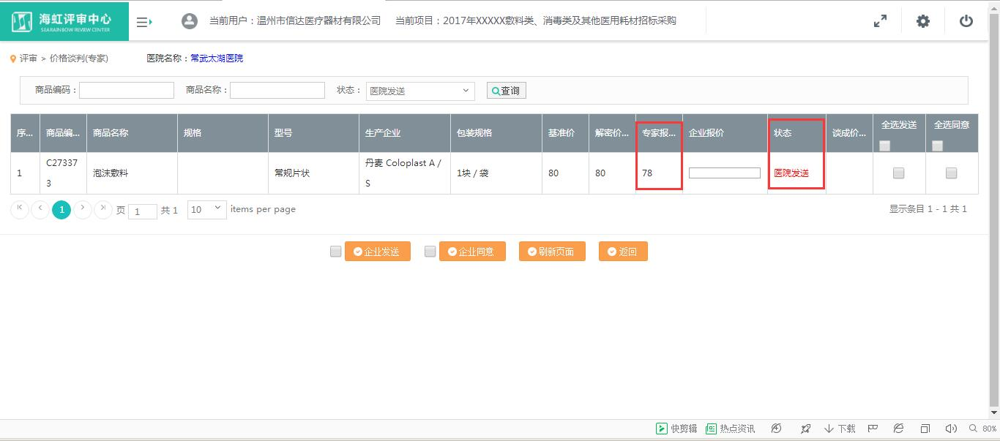 海虹评审中心
SEARAINBOW REVIEW CENTER
当前用户：温州市信达医疗器材有限公司 当前项目：2017年XXXXX敷料类、消毒类及其他医用耗材招标采购
评审 > 价格谈判(专家) 医院名称：常武太湖医院
商品编码： 商品名称： 状态： 医院发送 查询
序... 商品编... 商品名称 规格 型号 生产企业 包装规格 基准价 解密价... 专家报... 企业报价 状态 谈成价... 全选发送 全选同意
1 C273373 泡沫敷料 常规片状 丹麦 Coloplast A / S 1块 / 袋 80 80 78 医院发送
1 页 1 共 1 10 items per page 显示条目 1 - 1 共 1
企业发送 企业同意 刷新页面 返回
快剪辑 热点资讯 下载 80%